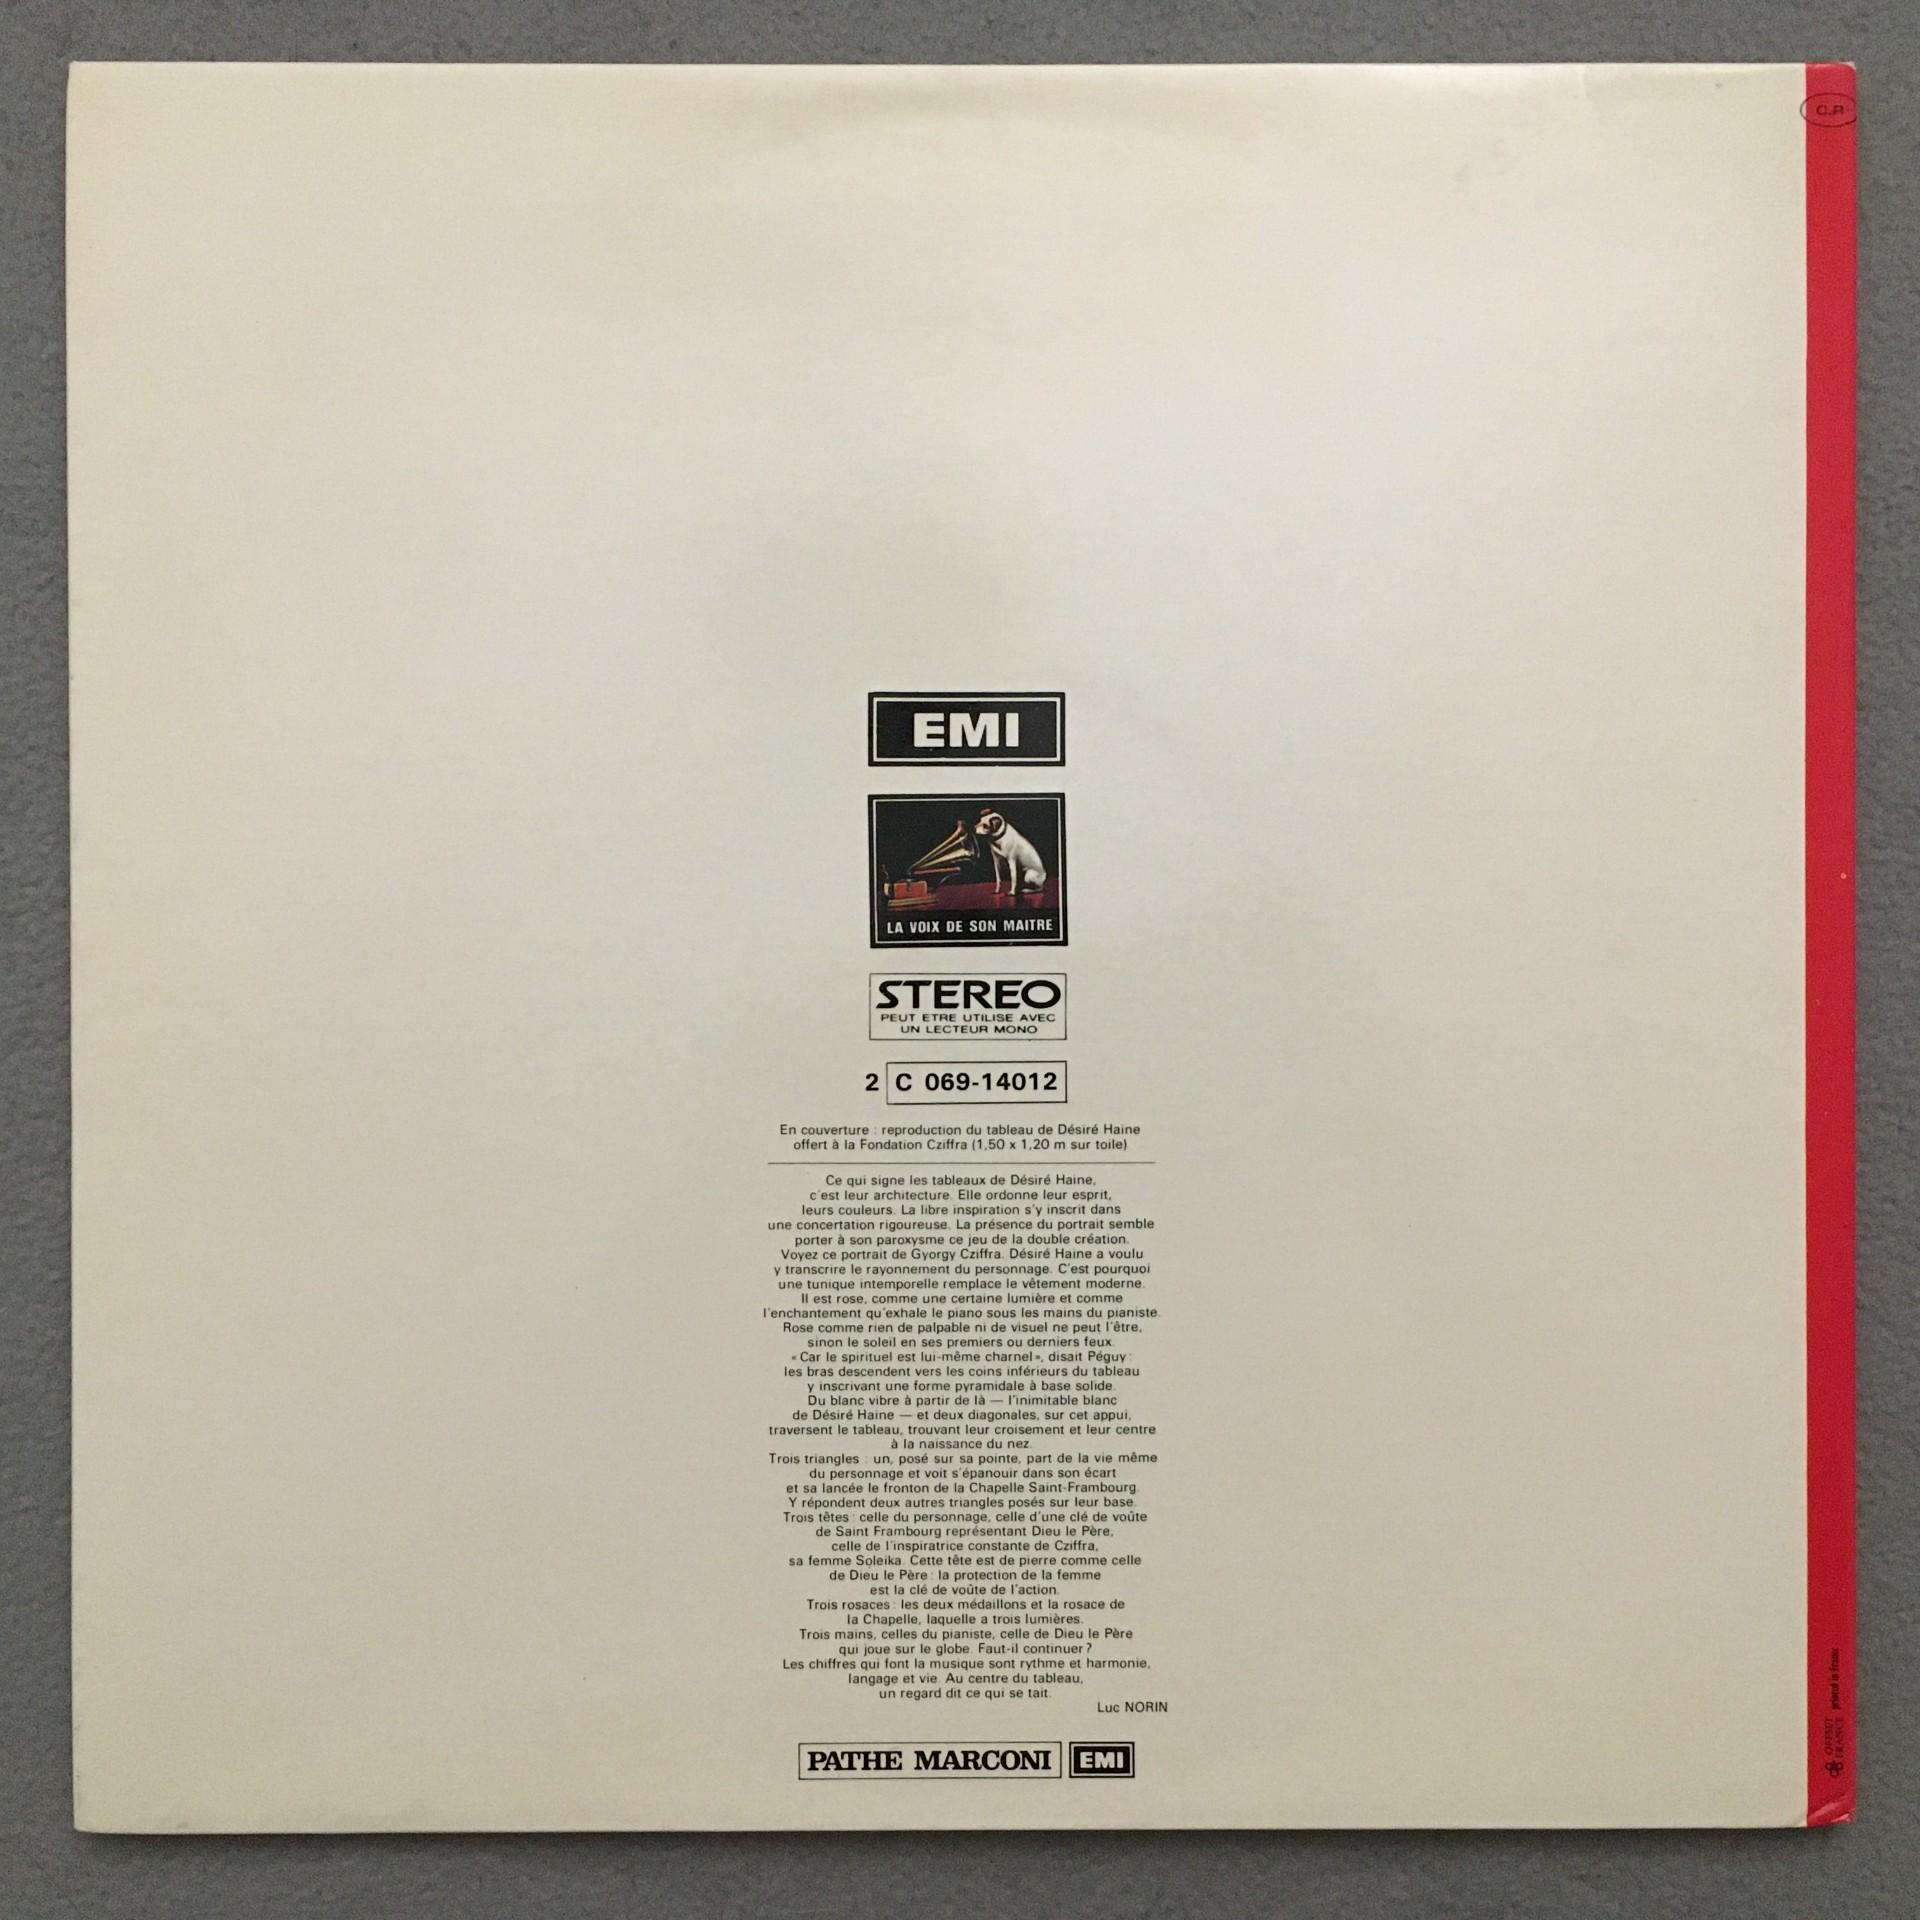 C.R
EMI
LA VOIX DE SON MAITRE
STEREO
PEUT ETRE UTILISE AVEC
UN LECTEUR MONO
2 C 069-14012
En couverture : reproduction du tableau de Désiré Haine
offert à la Fondation Cziffra (1,50 x 1,20 m sur toile)
Ce qui signe les tableaux de Désiré Haine,
c'est leur architecture. Elle ordonne leur esprit,
leurs couleurs. La libre inspiration s'y inscrit dans
une concertation rigoureuse. La présence du portrait semble
porter à son paroxysme ce jeu de la double création.
Voyez ce portrait de Gyorgy Cziffra. Désiré Haine a voulu
y transcrire le rayonnement du personnage. C'est pourquoi
une tunique intemporelle remplace le vêtement moderne.
Il est rose, comme une certaine lumière et comme
l'enchantement qu'exhale le piano sous les mains du pianiste.
Rose comme rien de palpable ni de visuel ne peut l'être,
sinon le soleil en ses premiers ou derniers feux.
«Car le spirituel est lui-même charnel», disait Péguy :
les bras descendent vers les coins inférieurs du tableau
y inscrivant une forme pyramidale à base solide.
Du blanc vibre à partir de là — l'inimitable blanc
de Désiré Haine — et deux diagonales, sur cet appui,
traversent le tableau, trouvant leur croisement et leur centre
à la naissance du nez.
Trois triangles : un, posé sur sa pointe, part de la vie même
du personnage et voit s'épanouir dans son écart
et sa lancée le fronton de la Chapelle Saint-Frambourg.
Y répondent deux autres triangles posés sur leur base.
Trois têtes : celle du personnage, celle d'une clé de voûte
de Saint Frambourg représentant Dieu le Père,
celle de l'inspiratrice constante de Cziffra,
sa femme Soleika. Cette tête est de pierre comme celle
de Dieu le Père : la protection de la femme
est la clé de voûte de l'action.
Trois rosaces : les deux médaillons et la rosace de
la Chapelle, laquelle a trois lumières.
Trois mains, celles du pianiste, celle de Dieu le Père
qui joue sur le globe. Faut-il continuer ?
Les chiffres qui font la musique sont rythme et harmonie,
langage et vie. Au centre du tableau,
un regard dit ce qui se tait.
Luc NORIN
PATHE MARCONI EMI
OFFSET
FRANCE
printed in France